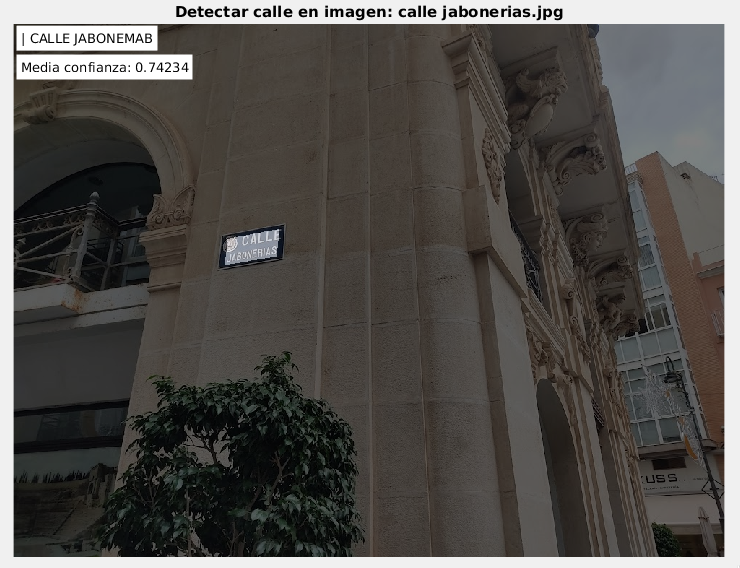 Detectar calle en imagen: calle jabonerias.jpg
| CALLE JABONEMAB
Media confianza: 0.74234
CALLE
JABONERIAS
USS